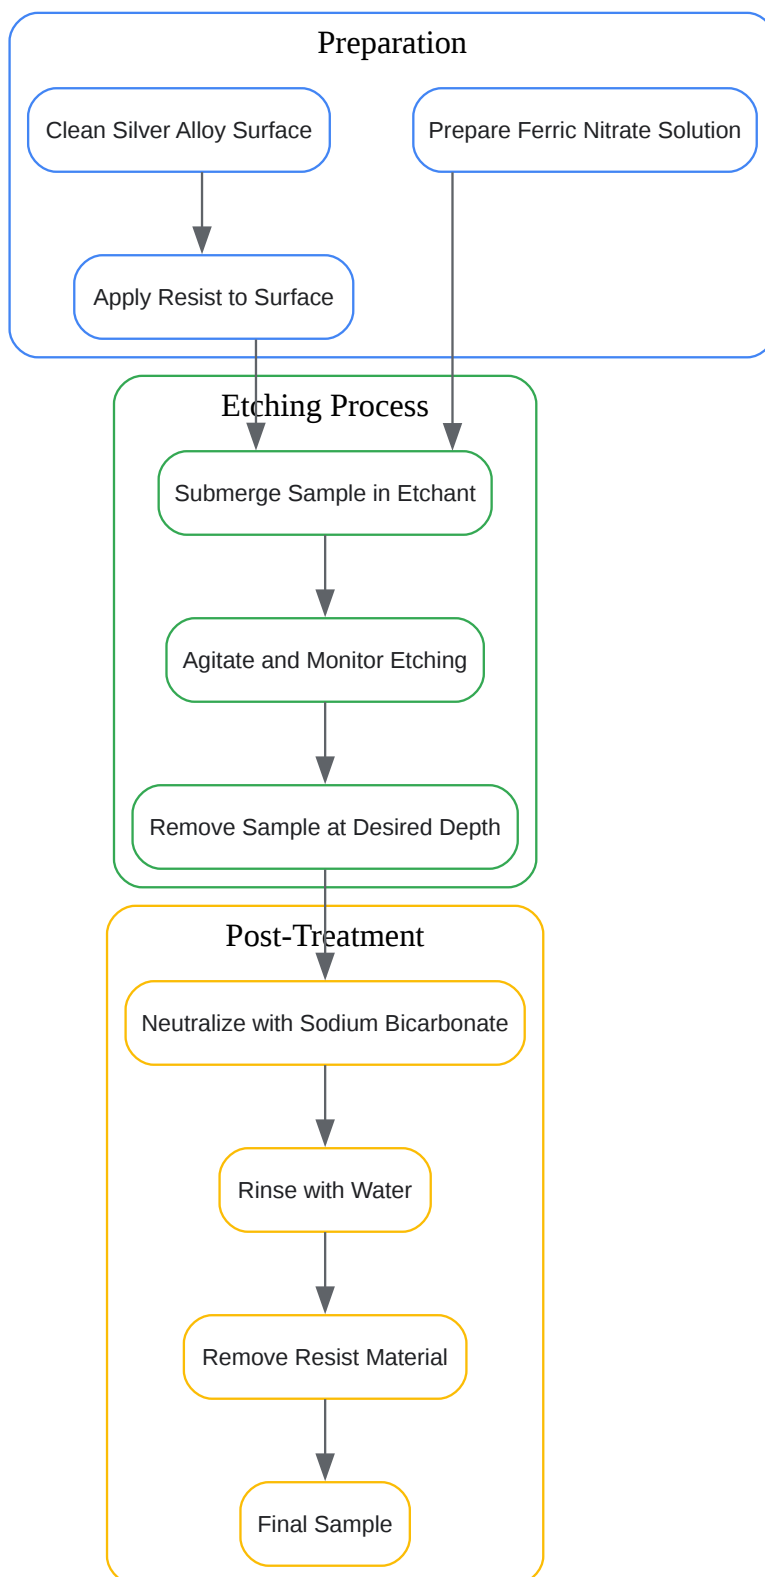 Preparation
Clean Silver Alloy Surface
Prepare Ferric Nitrate Solution
Apply Resist to Surface
Etching Process
Submerge Sample in Etchant
Agitate and Monitor Etching
Remove Sample at Desired Depth
Post-Treatment
Neutralize with Sodium Bicarbonate
Rinse with Water
Remove Resist Material
Final Sample